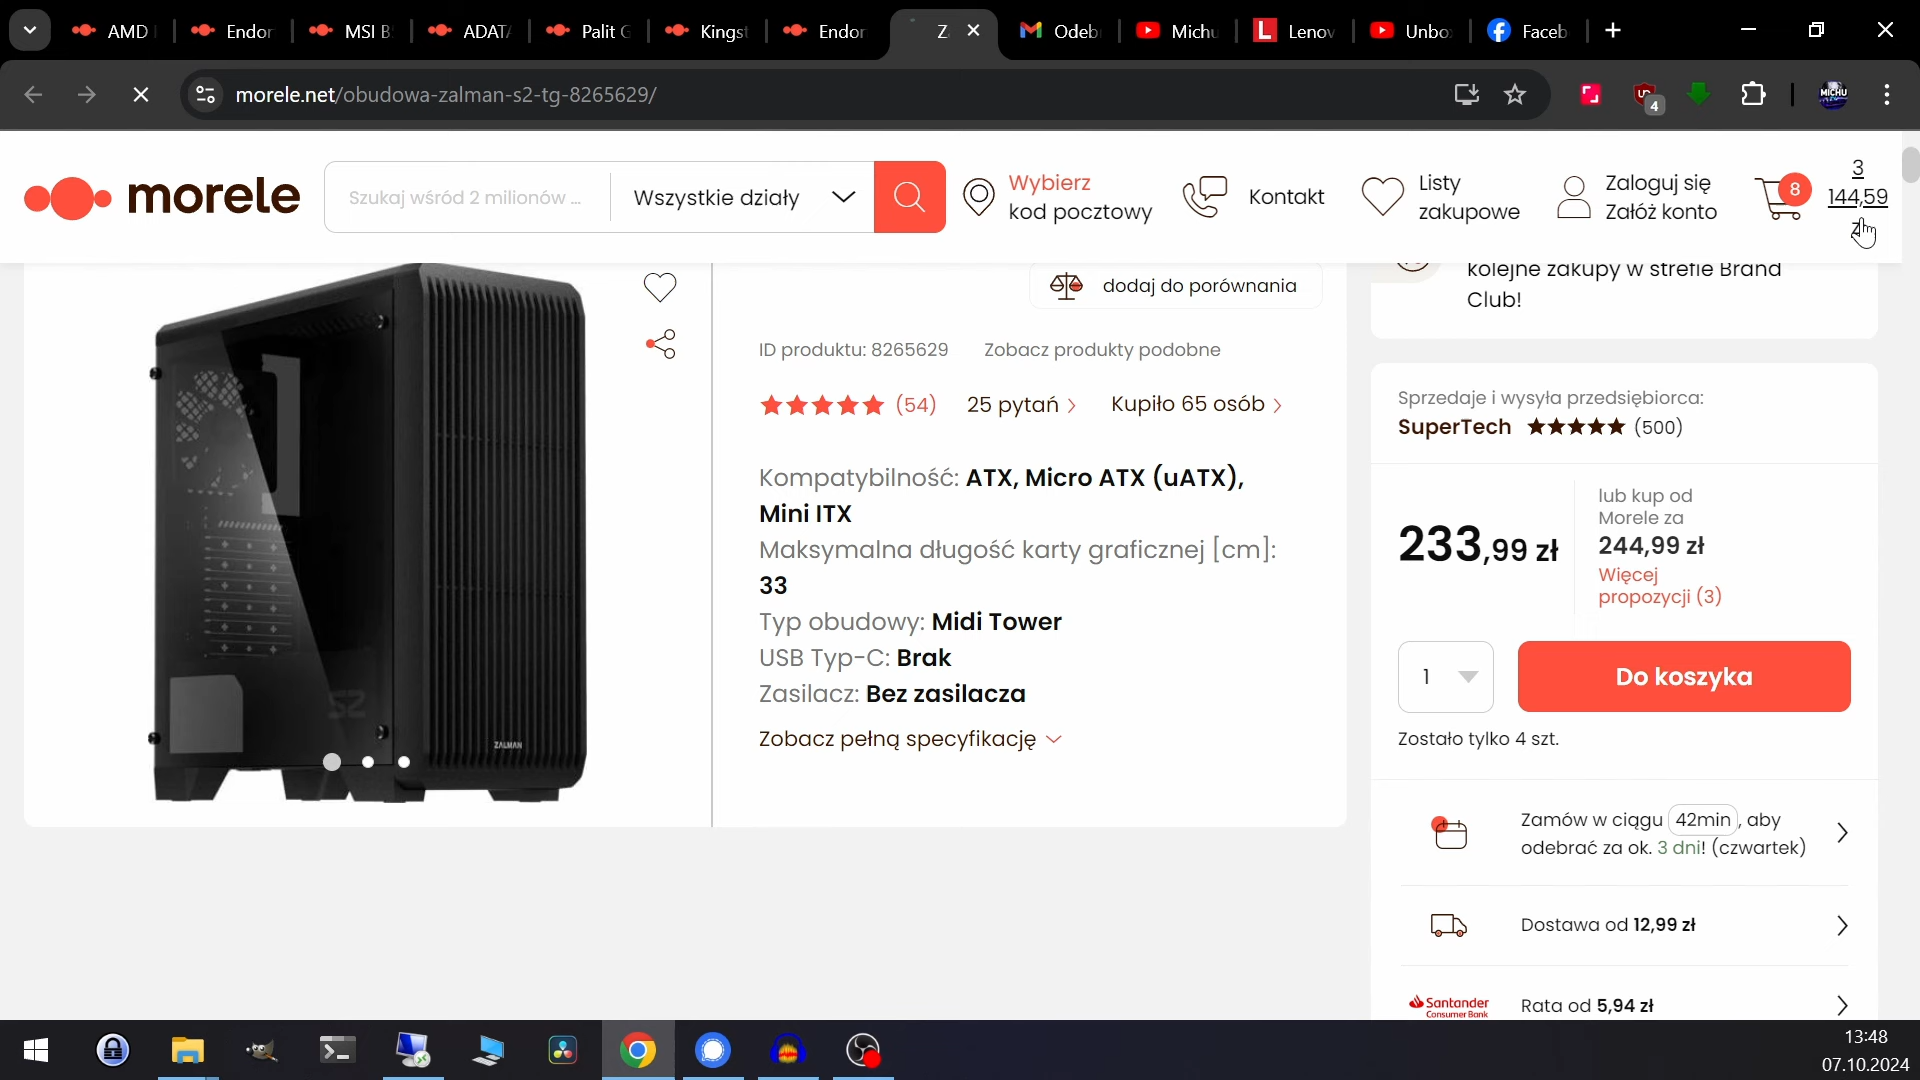 AMD
Endor
MSI B
ADATA
Palit G
Kingst
Endor
Z
Odeb
Michu
Lenov
Unbo
Faceb
morele.net/obudowa-zalman-s2-tg-8265629/
4
MICHU
morele
Szukaj wśród 2 milionów ...
Wszystkie działy
Wybierz
kod pocztowy
Kontakt
Listy
zakupowe
Zaloguj się
Załóż konto
8
3
144,59
kolejne zakupy w strefie Brand
Club!
dodaj do porównania
ID produktu: 8265629
Zobacz produkty podobne
(54)
25 pytań
Kupiło 65 osób
Kompatybilność: ATX, Micro ATX (uATX),
Mini ITX
Maksymalna długość karty graficznej [cm]:
33
Typ obudowy: Midi Tower
USB Typ-C: Brak
Zasilacz: Bez zasilacza
Zobacz pełną specyfikację
S2
ZALMAN
Sprzedaje i wysyła przedsiębiorca:
SuperTech
(500)
233,99 zł
lub kup od
Morele za
244,99 zł
Więcej
propozycji (3)
1
Do koszyka
Zostało tylko 4 szt.
Zamów w ciągu 42min, aby
odebrać za ok. 3 dni! (czwartek)
Dostawa od 12,99 zł
Santander
Consumer Bank
Rata od 5,94 zł
13:48
07.10.2024